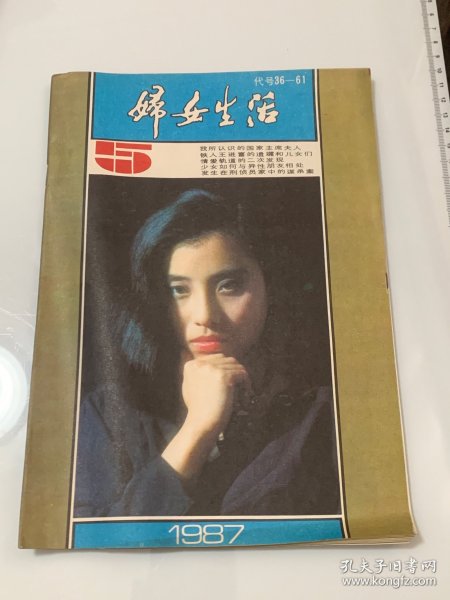 代号36—61
妇女生活
5
我所认识的国家主席夫人
铁人王进喜的遗孀和儿女们
情爱轨道的二次发现
少女如何与异性朋友相处
发生在刑侦员家中的谋杀案
1987
孔夫子旧书网
www.kongfz.com